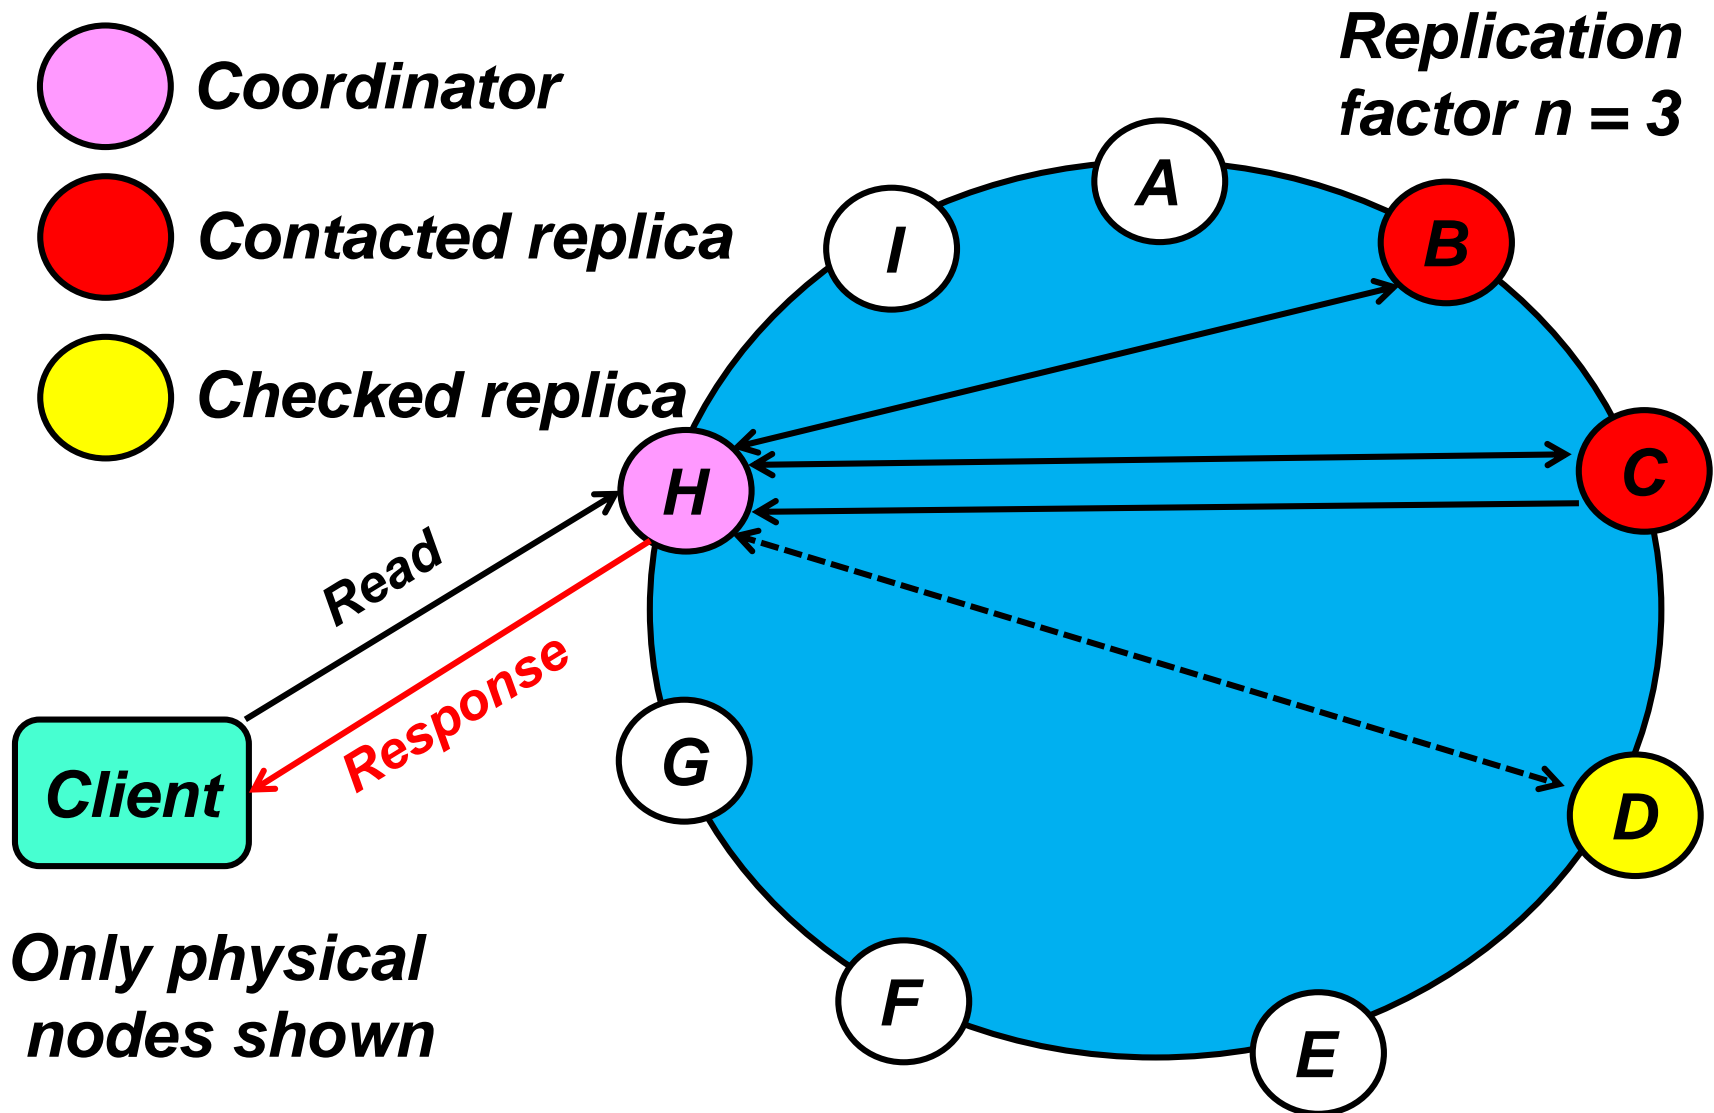 Coordinator
Contacted replica
Checked replica
Replication
factor n = 3
A
B
I
C
H
Read
Response
Client
G
D
F
E
Only physical
nodes shown